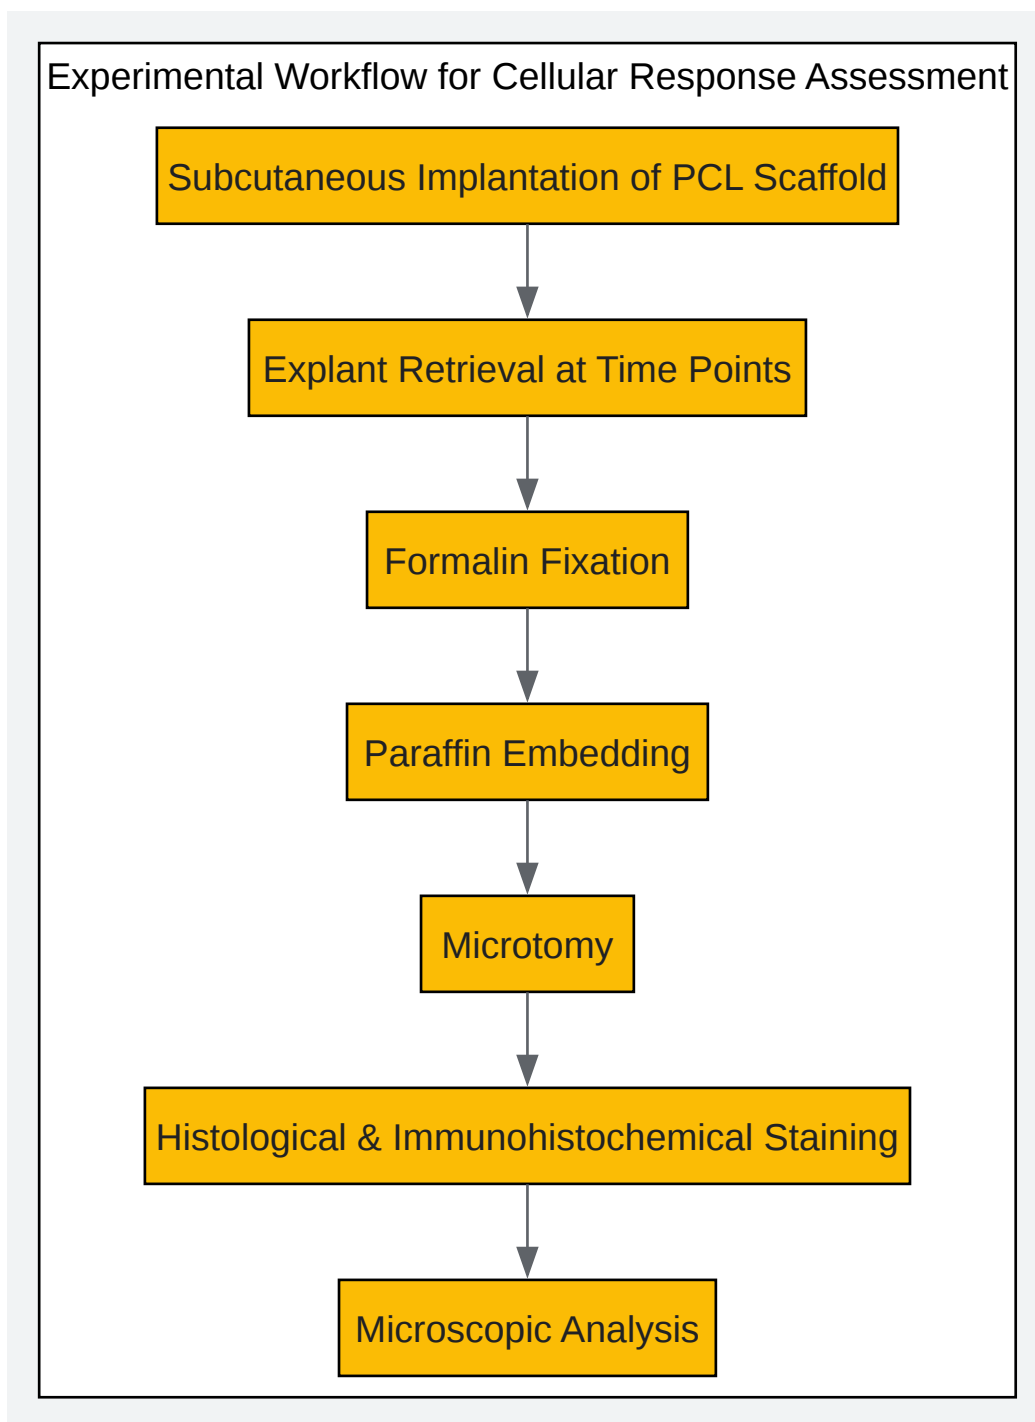 Experimental Workflow for Cellular Response Assessment
Subcutaneous Implantation of PCL Scaffold
Explant Retrieval at Time Points
Formalin Fixation
Paraffin Embedding
Microtomy
Histological & Immunohistochemical Staining
Microscopic Analysis